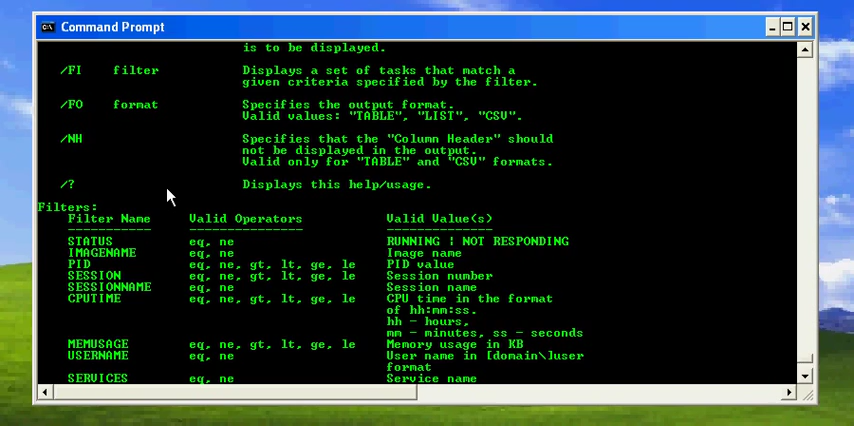 Command Prompt
is to be displayed.
/FI filter Displays a set of tasks that match a
given criteria specified by the filter.
/FO format Specifies the output format.
Valid values: "TABLE", "LIST", "CSV".
/NH Specifies that the "Column Header" should
not be displayed in the output.
Valid only for "TABLE" and "CSV" formats.
/? Displays this help/usage.
Filters:
Filter Name Valid Operators Valid Value(s)
----------- --------------- --------------
STATUS eq, ne RUNNING | NOT RESPONDING
IMAGENAME eq, ne Image name
PID eq, ne, gt, lt, ge, le PID value
SESSION eq, ne, gt, lt, ge, le Session number
SESSIONNAME eq, ne Session name
CPUTIME eq, ne, gt, lt, ge, le CPU time in the format
of hh:mm:ss.
hh - hours,
mm - minutes, ss - seconds
MEMUSAGE eq, ne, gt, lt, ge, le Memory usage in KB
USERNAME eq, ne User name in [domain\]user
format
SERVICES eq, ne Service name